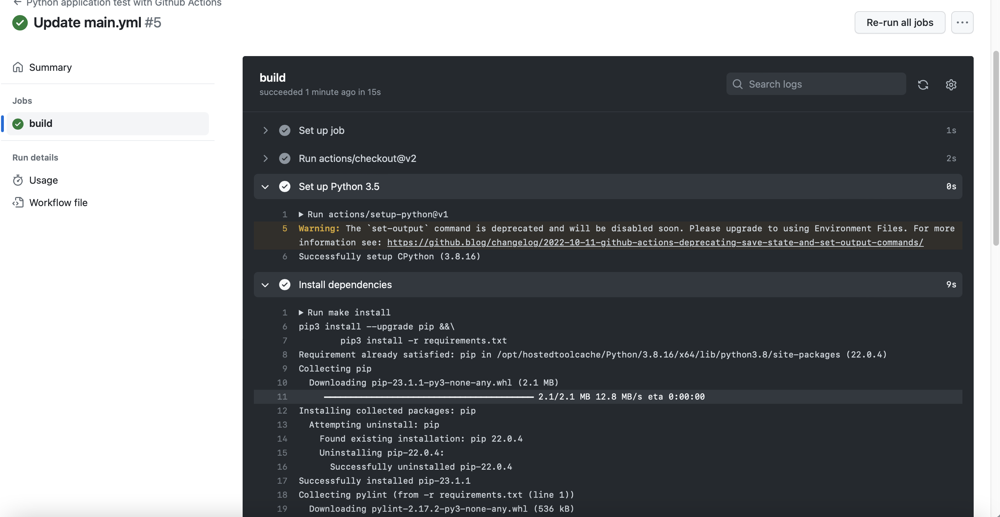 Python application test with Github Actions
Update main.yml #5
Re-run all jobs
Summary
Jobs
build
Run details
Usage
Workflow file
build
succeeded 1 minute ago in 15s
Search logs
Set up job 1s
Run actions/checkout@v2 2s
Set up Python 3.5 0s
1 Run actions/setup-python@v1
5 Warning: The `set-output` command is deprecated and will be disabled soon. Please upgrade to using Environment Files. For more
information see: https://github.blog/changelog/2022-10-11-github-actions-deprecating-save-state-and-set-output-commands/
6 Successfully setup CPython (3.8.16)
Install dependencies 9s
1 Run make install
6 pip3 install --upgrade pip &&\
7 pip3 install -r requirements.txt
8 Requirement already satisfied: pip in /opt/hostedtoolcache/Python/3.8.16/x64/lib/python3.8/site-packages (22.0.4)
9 Collecting pip
10 Downloading pip-23.1.1-py3-none-any.whl (2.1 MB)
11 ━━━━━━━━━━━━━━━━━━━━━━━━━━━━━━━━━━━━━━━━ 2.1/2.1 MB 12.8 MB/s eta 0:00:00
12 Installing collected packages: pip
13 Attempting uninstall: pip
14 Found existing installation: pip 22.0.4
15 Uninstalling pip-22.0.4:
16 Successfully uninstalled pip-22.0.4
17 Successfully installed pip-23.1.1
18 Collecting pylint (from -r requirements.txt (line 1))
19 Downloading pylint-2.17.2-py3-none-any.whl (536 kB)